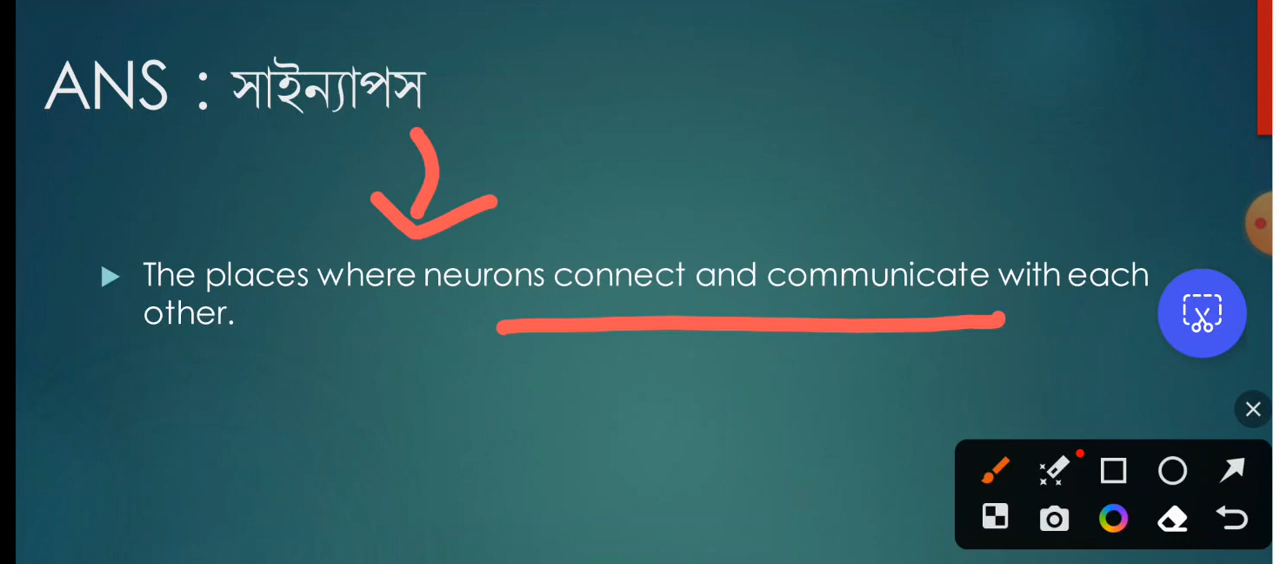 ANS : সাইন্যাপস
The places where neurons connect and communicate with each
other.